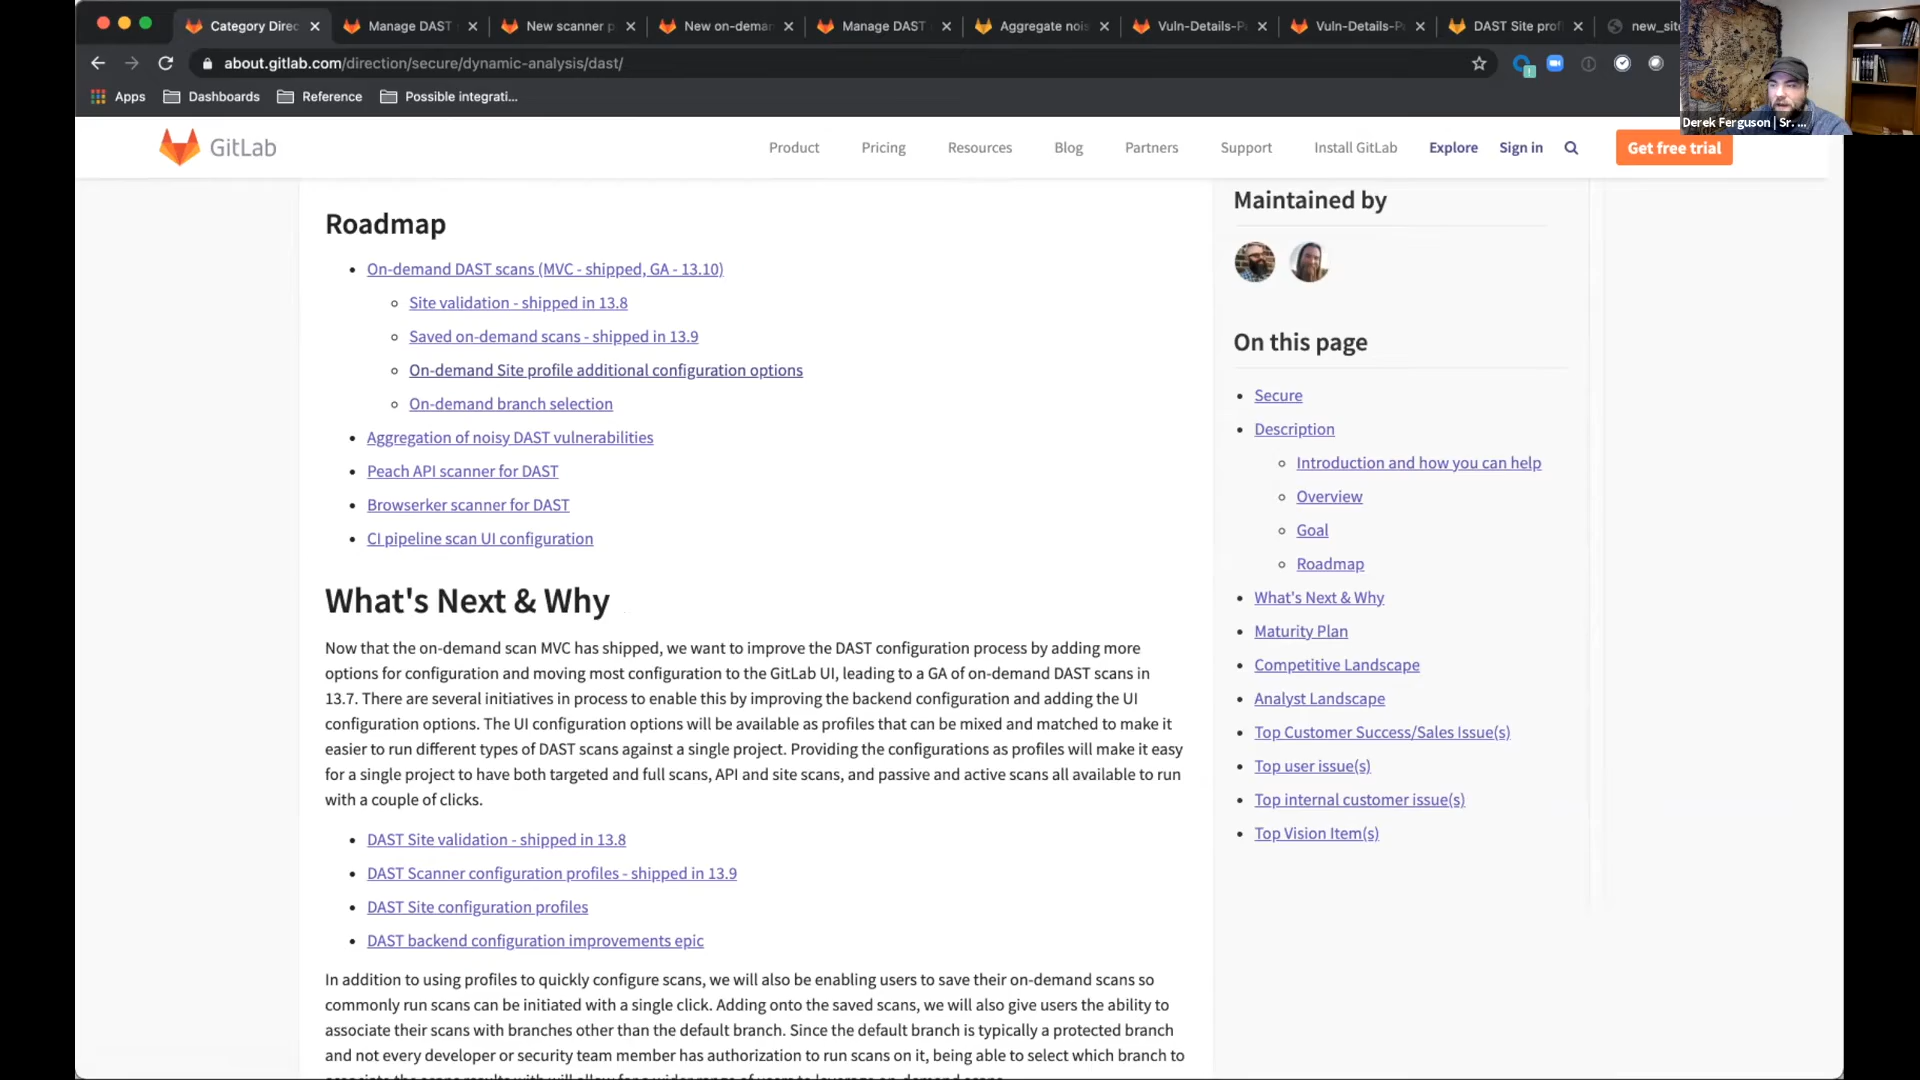 Category Direc
Manage DAST
New scanner p
New on-deman
Manage DAST
Aggregate nois
Vuln-Details-P
Vuln-Details-P
DAST Site prof
new_sit
about.gitlab.com/direction/secure/dynamic-analysis/dast/
Apps
Dashboards
Reference
Possible integrati...
Derek Ferguson | Sr. ...
GitLab
Product
Pricing
Resources
Blog
Partners
Support
Install GitLab
Explore
Sign in
Get free trial
Roadmap
On-demand DAST scans (MVC - shipped, GA - 13.10)
Site validation - shipped in 13.8
Saved on-demand scans - shipped in 13.9
On-demand Site profile additional configuration options
On-demand branch selection
Aggregation of noisy DAST vulnerabilities
Peach API scanner for DAST
Browserker scanner for DAST
CI pipeline scan UI configuration
What's Next & Why
Now that the on-demand scan MVC has shipped, we want to improve the DAST configuration process by adding more
options for configuration and moving most configuration to the GitLab UI, leading to a GA of on-demand DAST scans in
13.7. There are several initiatives in process to enable this by improving the backend configuration and adding the UI
configuration options. The UI configuration options will be available as profiles that can be mixed and matched to make it
easier to run different types of DAST scans against a single project. Providing the configurations as profiles will make it easy
for a single project to have both targeted and full scans, API and site scans, and passive and active scans all available to run
with a couple of clicks.
DAST Site validation - shipped in 13.8
DAST Scanner configuration profiles - shipped in 13.9
DAST Site configuration profiles
DAST backend configuration improvements epic
In addition to using profiles to quickly configure scans, we will also be enabling users to save their on-demand scans so
commonly run scans can be initiated with a single click. Adding onto the saved scans, we will also give users the ability to
associate their scans with branches other than the default branch. Since the default branch is typically a protected branch
and not every developer or security team member has authorization to run scans on it, being able to select which branch to
Maintained by
On this page
Secure
Description
Introduction and how you can help
Overview
Goal
Roadmap
What's Next & Why
Maturity Plan
Competitive Landscape
Analyst Landscape
Top Customer Success/Sales Issue(s)
Top user issue(s)
Top internal customer issue(s)
Top Vision Item(s)